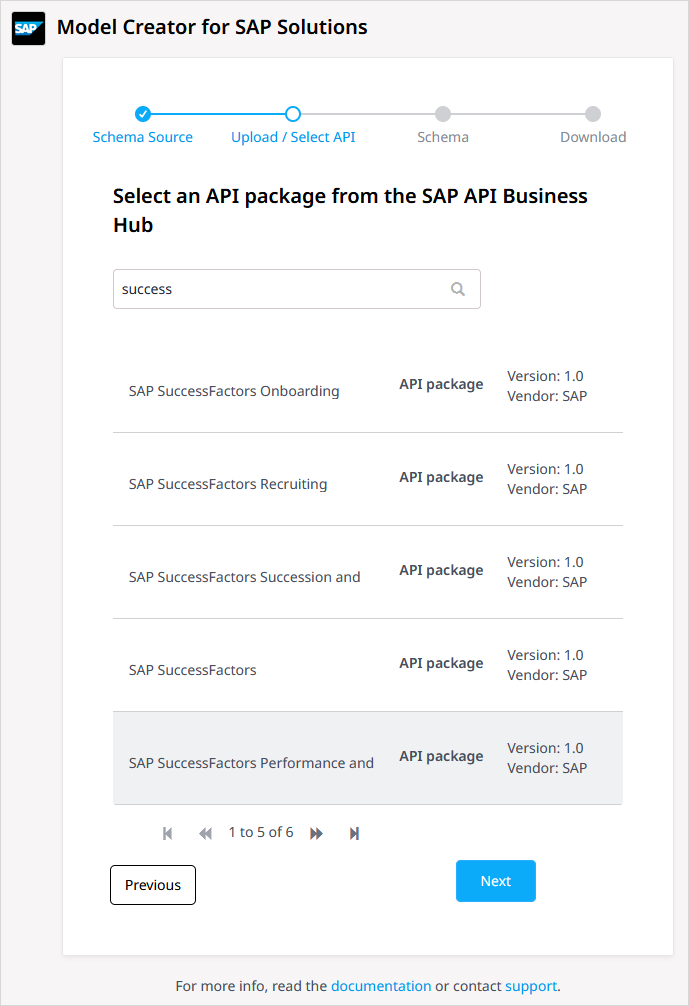 SAP
Model Creator for SAP Solutions
Schema Source
Upload / Select API
Schema
Download
Select an API package from the SAP API Business
Hub
success
SAP SuccessFactors Onboarding
API package
Version: 1.0
Vendor: SAP
SAP SuccessFactors Recruiting
API package
Version: 1.0
Vendor: SAP
SAP SuccessFactors Succession and
API package
Version: 1.0
Vendor: SAP
SAP SuccessFactors
API package
Version: 1.0
Vendor: SAP
SAP SuccessFactors Performance and
API package
Version: 1.0
Vendor: SAP
1 to 5 of 6
Previous
Next
For more info, read the documentation or contact support.